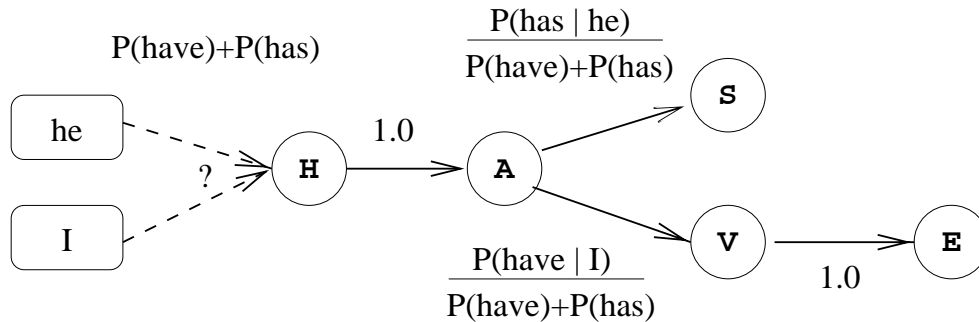 P(have)+P(has)
P(has | he)
P(have)+P(has)
he
I
?
H
1.0
A
S
V
1.0
E
P(have | I)
P(have)+P(has)